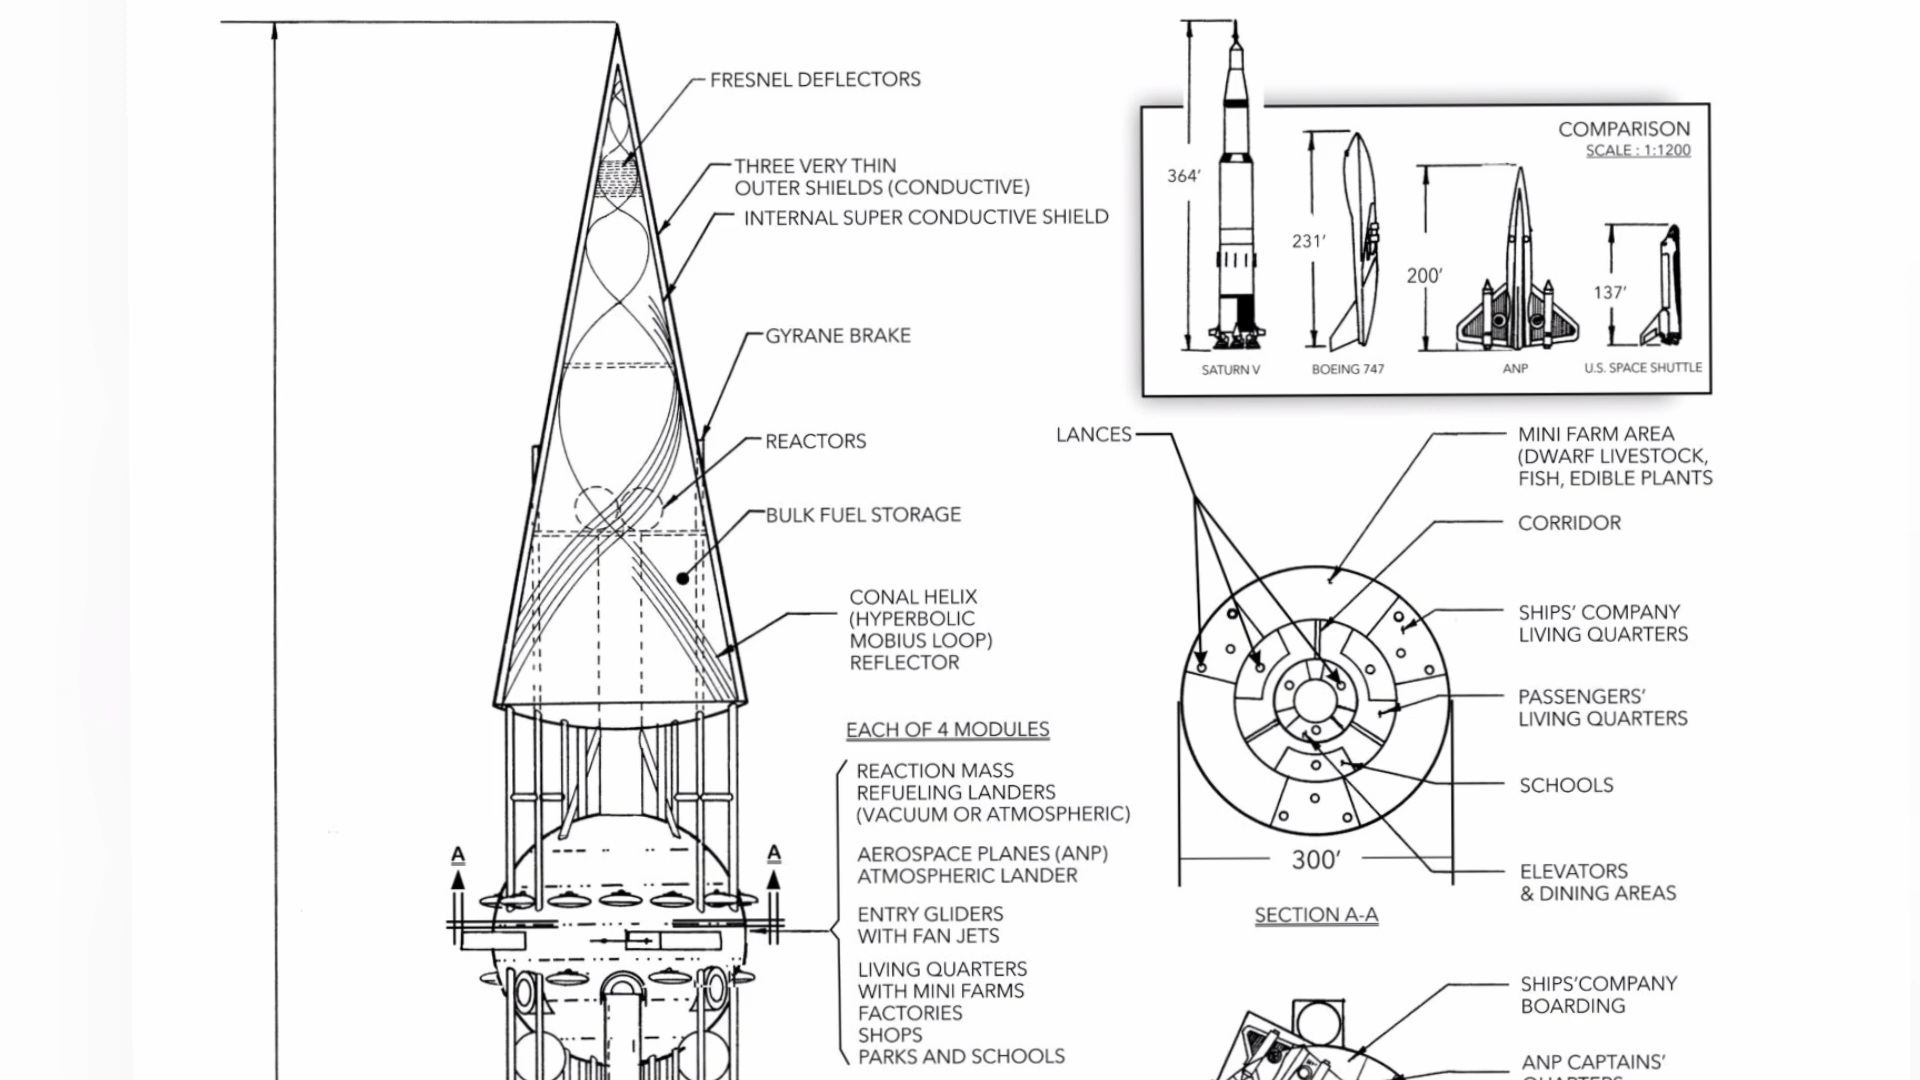 FRESNEL DEFLECTORS
THREE VERY THIN
OUTER SHIELDS (CONDUCTIVE)
INTERNAL SUPER CONDUCTIVE SHIELD
GYRANE BRAKE
REACTORS
BULK FUEL STORAGE
CONAL HELIX
(HYPERBOLIC
MOBIUS LOOP)
REFLECTOR
EACH OF 4 MODULES
REACTION MASS
REFUELING LANDERS
(VACUUM OR ATMOSPHERIC)
AEROSPACE PLANES (ANP)
ATMOSPHERIC LANDER
ENTRY GLIDERS
WITH FAN JETS
LIVING QUARTERS
WITH MINI FARMS
FACTORIES
SHOPS
PARKS AND SCHOOLS
A
A
COMPARISON
SCALE : 1:1200
364'
231'
200'
137'
SATURN V
BOEING 747
ANP
U.S. SPACE SHUTTLE
LANCES
MINI FARM AREA
(DWARF LIVESTOCK,
FISH, EDIBLE PLANTS
CORRIDOR
SHIPS' COMPANY
LIVING QUARTERS
PASSENGERS'
LIVING QUARTERS
SCHOOLS
ELEVATORS
& DINING AREAS
300'
SECTION A-A
SHIPS'COMPANY
BOARDING
ANP CAPTAINS'